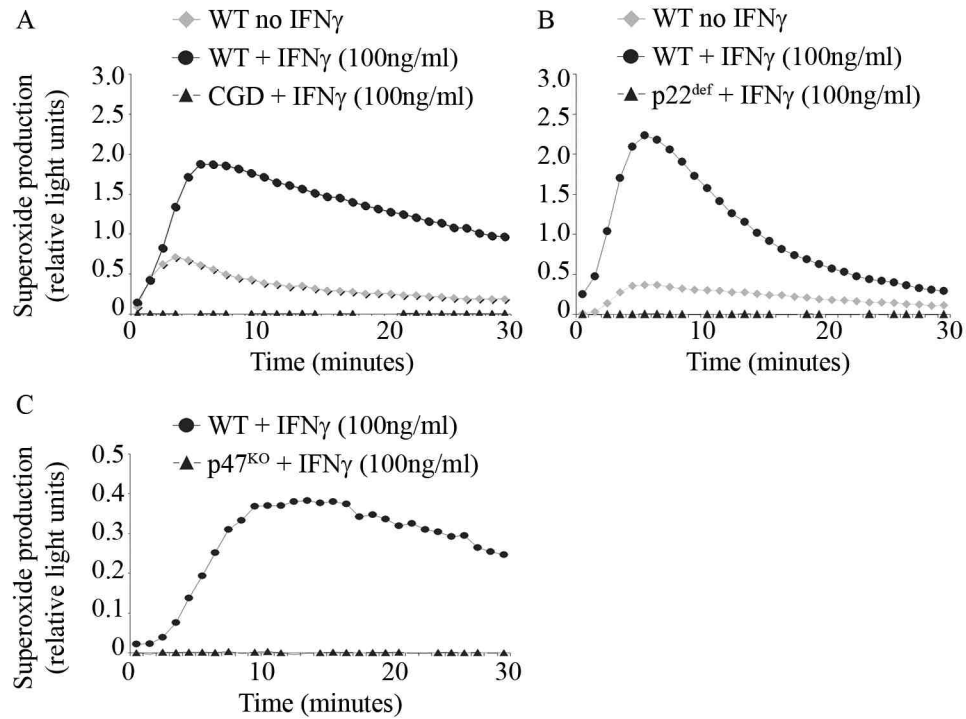 A
WT no IFNγ
WT + IFNγ (100ng/ml)
CGD + IFNγ (100ng/ml)
Superoxide production
(relative light units)
3.0
2.5
2.0
1.5
1.0
0.5
0
0
10
20
30
Time (minutes)
B
WT no IFNγ
WT + IFNγ (100ng/ml)
p22def + IFNγ (100ng/ml)
3.0
2.5
2.0
1.5
1.0
0.5
0
0
10
20
30
Time (minutes)
C
WT + IFNγ (100ng/ml)
p47KO + IFNγ (100ng/ml)
Superoxide production
(relative light units)
0.5
0.4
0.3
0.2
0.1
0
0
10
20
30
Time (minutes)